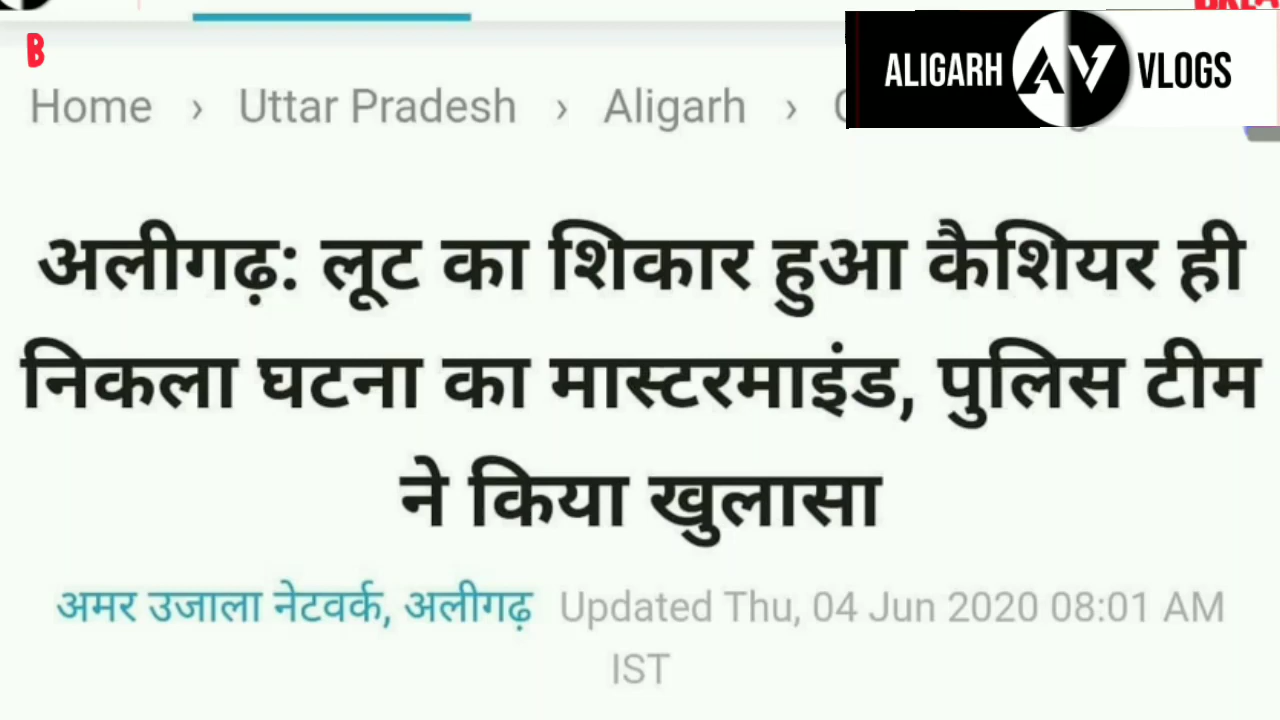 B
ALIGARH AV VLOGS
Home › Uttar Pradesh › Aligarh ›
अलीगढ़: लूट का शिकार हुआ कैशियर ही
निकला घटना का मास्टरमाइंड, पुलिस टीम
ने किया खुलासा
अमर उजाला नेटवर्क, अलीगढ़ Updated Thu, 04 Jun 2020 08:01 AM
IST